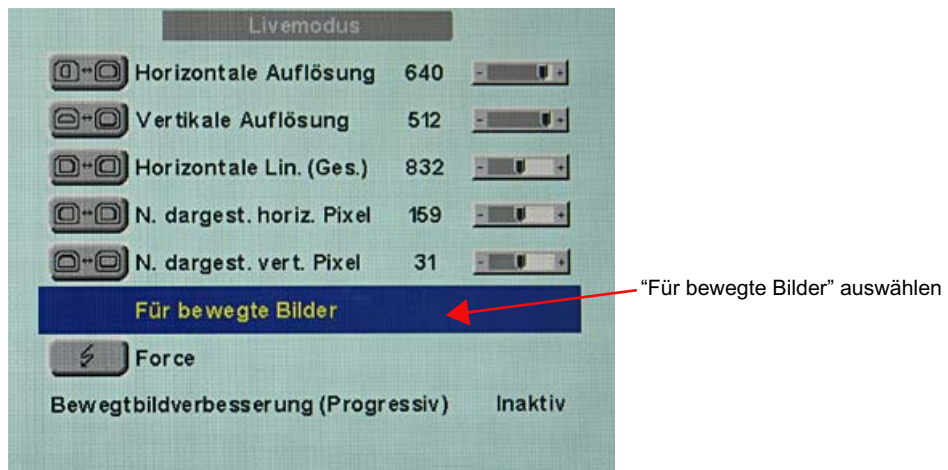 Livemodus
Horizontale Auflösung 640 - +
Vertikale Auflösung 512 - +
Horizontale Lin. (Ges.) 832 - +
N. dargest. horiz. Pixel 159 - +
N. dargest. vert. Pixel 31 - +
Für bewegte Bilder
“Für bewegte Bilder” auswählen
Force
Bewegtbildverbesserung (Progressiv) Inaktiv